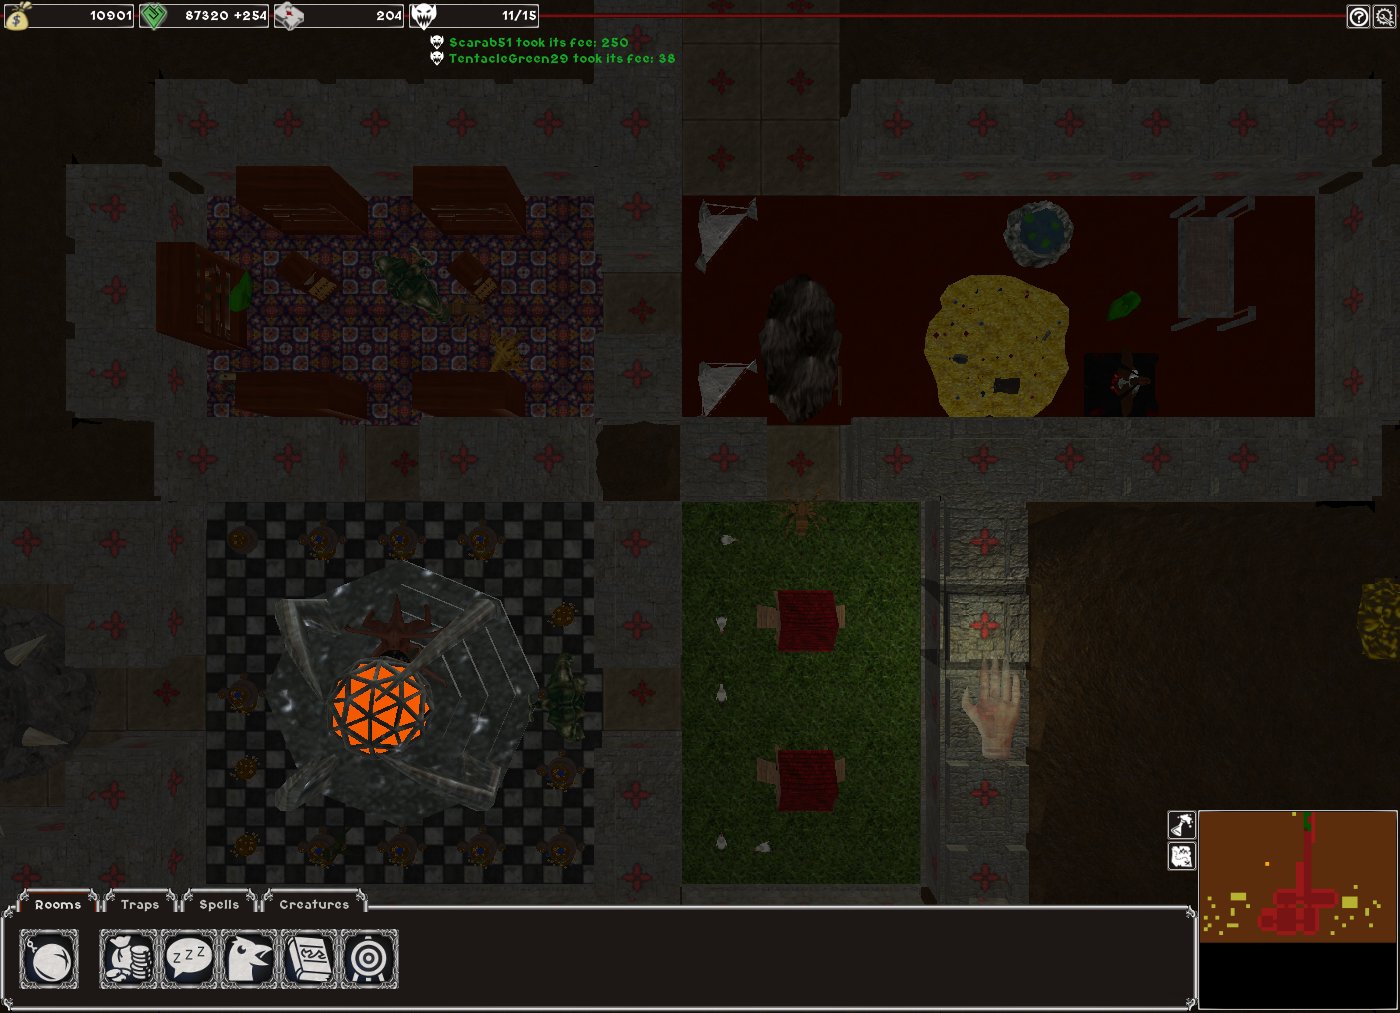 10901 87320 +254 204 11/15
Scarab51 took its fee: 250
TentacleGreen29 took its fee: 38
Rooms Traps Spells Creatures
Z Z Z